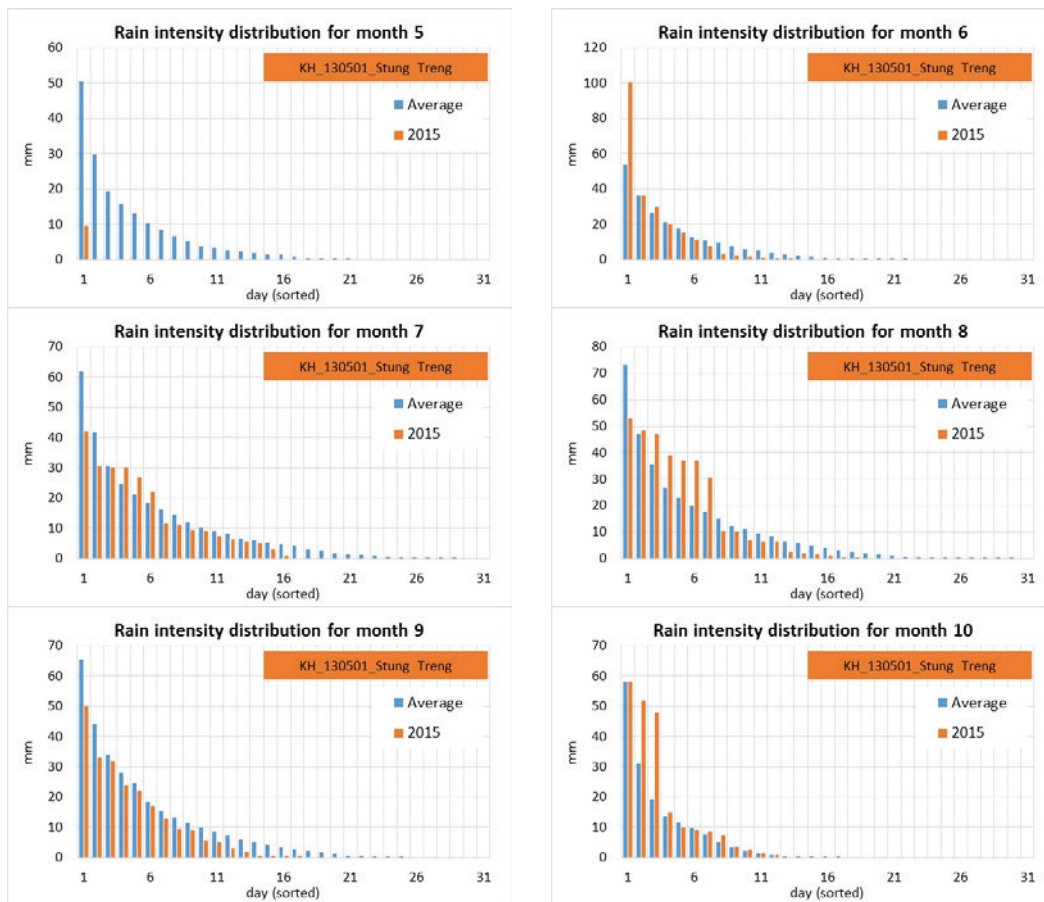 Rain intensity distribution for month 5
KH_130501_Stung Treng
Average
2015
mm
60
50
40
30
20
10
0
1 6 11 16 21 26 31
day (sorted)
Rain intensity distribution for month 6
KH_130501_Stung Treng
Average
2015
mm
120
100
80
60
40
20
0
1 6 11 16 21 26 31
day (sorted)
Rain intensity distribution for month 7
KH_130501_Stung Treng
Average
2015
mm
70
60
50
40
30
20
10
0
1 6 11 16 21 26 31
day (sorted)
Rain intensity distribution for month 8
KH_130501_Stung Treng
Average
2015
mm
80
70
60
50
40
30
20
10
0
1 6 11 16 21 26 31
day (sorted)
Rain intensity distribution for month 9
KH_130501_Stung Treng
Average
2015
mm
70
60
50
40
30
20
10
0
1 6 11 16 21 26 31
day (sorted)
Rain intensity distribution for month 10
KH_130501_Stung Treng
Average
2015
mm
70
60
50
40
30
20
10
0
1 6 11 16 21 26 31
day (sorted)